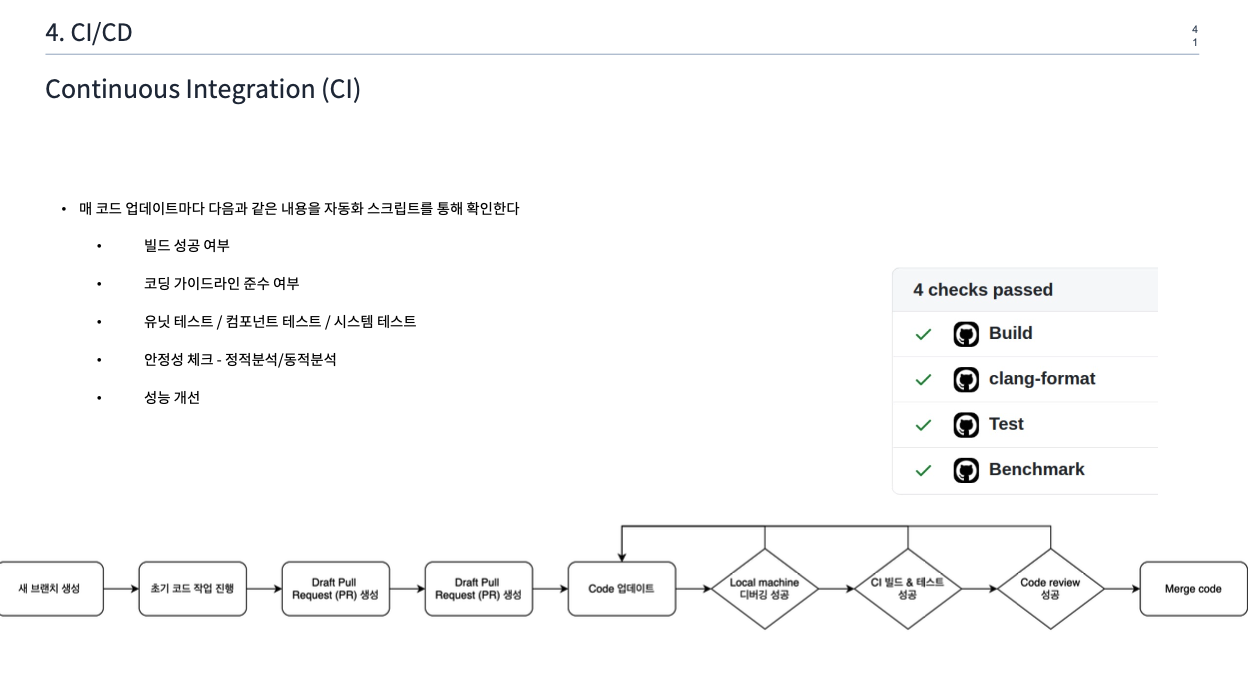 4. CI/CD
4
1
Continuous Integration (CI)
• 매 코드 업데이트마다 다음과 같은 내용을 자동화 스크립트를 통해 확인한다
• 빌드 성공 여부
• 코딩 가이드라인 준수 여부
• 유닛 테스트 / 컴포넌트 테스트 / 시스템 테스트
• 안정성 체크 - 정적분석/동적분석
• 성능 개선
4 checks passed
Build
clang-format
Test
Benchmark
새 브랜치 생성
초기 코드 작업 진행
Draft Pull
Request (PR) 생성
Draft Pull
Request (PR) 생성
Code 업데이트
Local machine
디버깅 성공
CI 빌드 & 테스트
성공
Code review
성공
Merge code